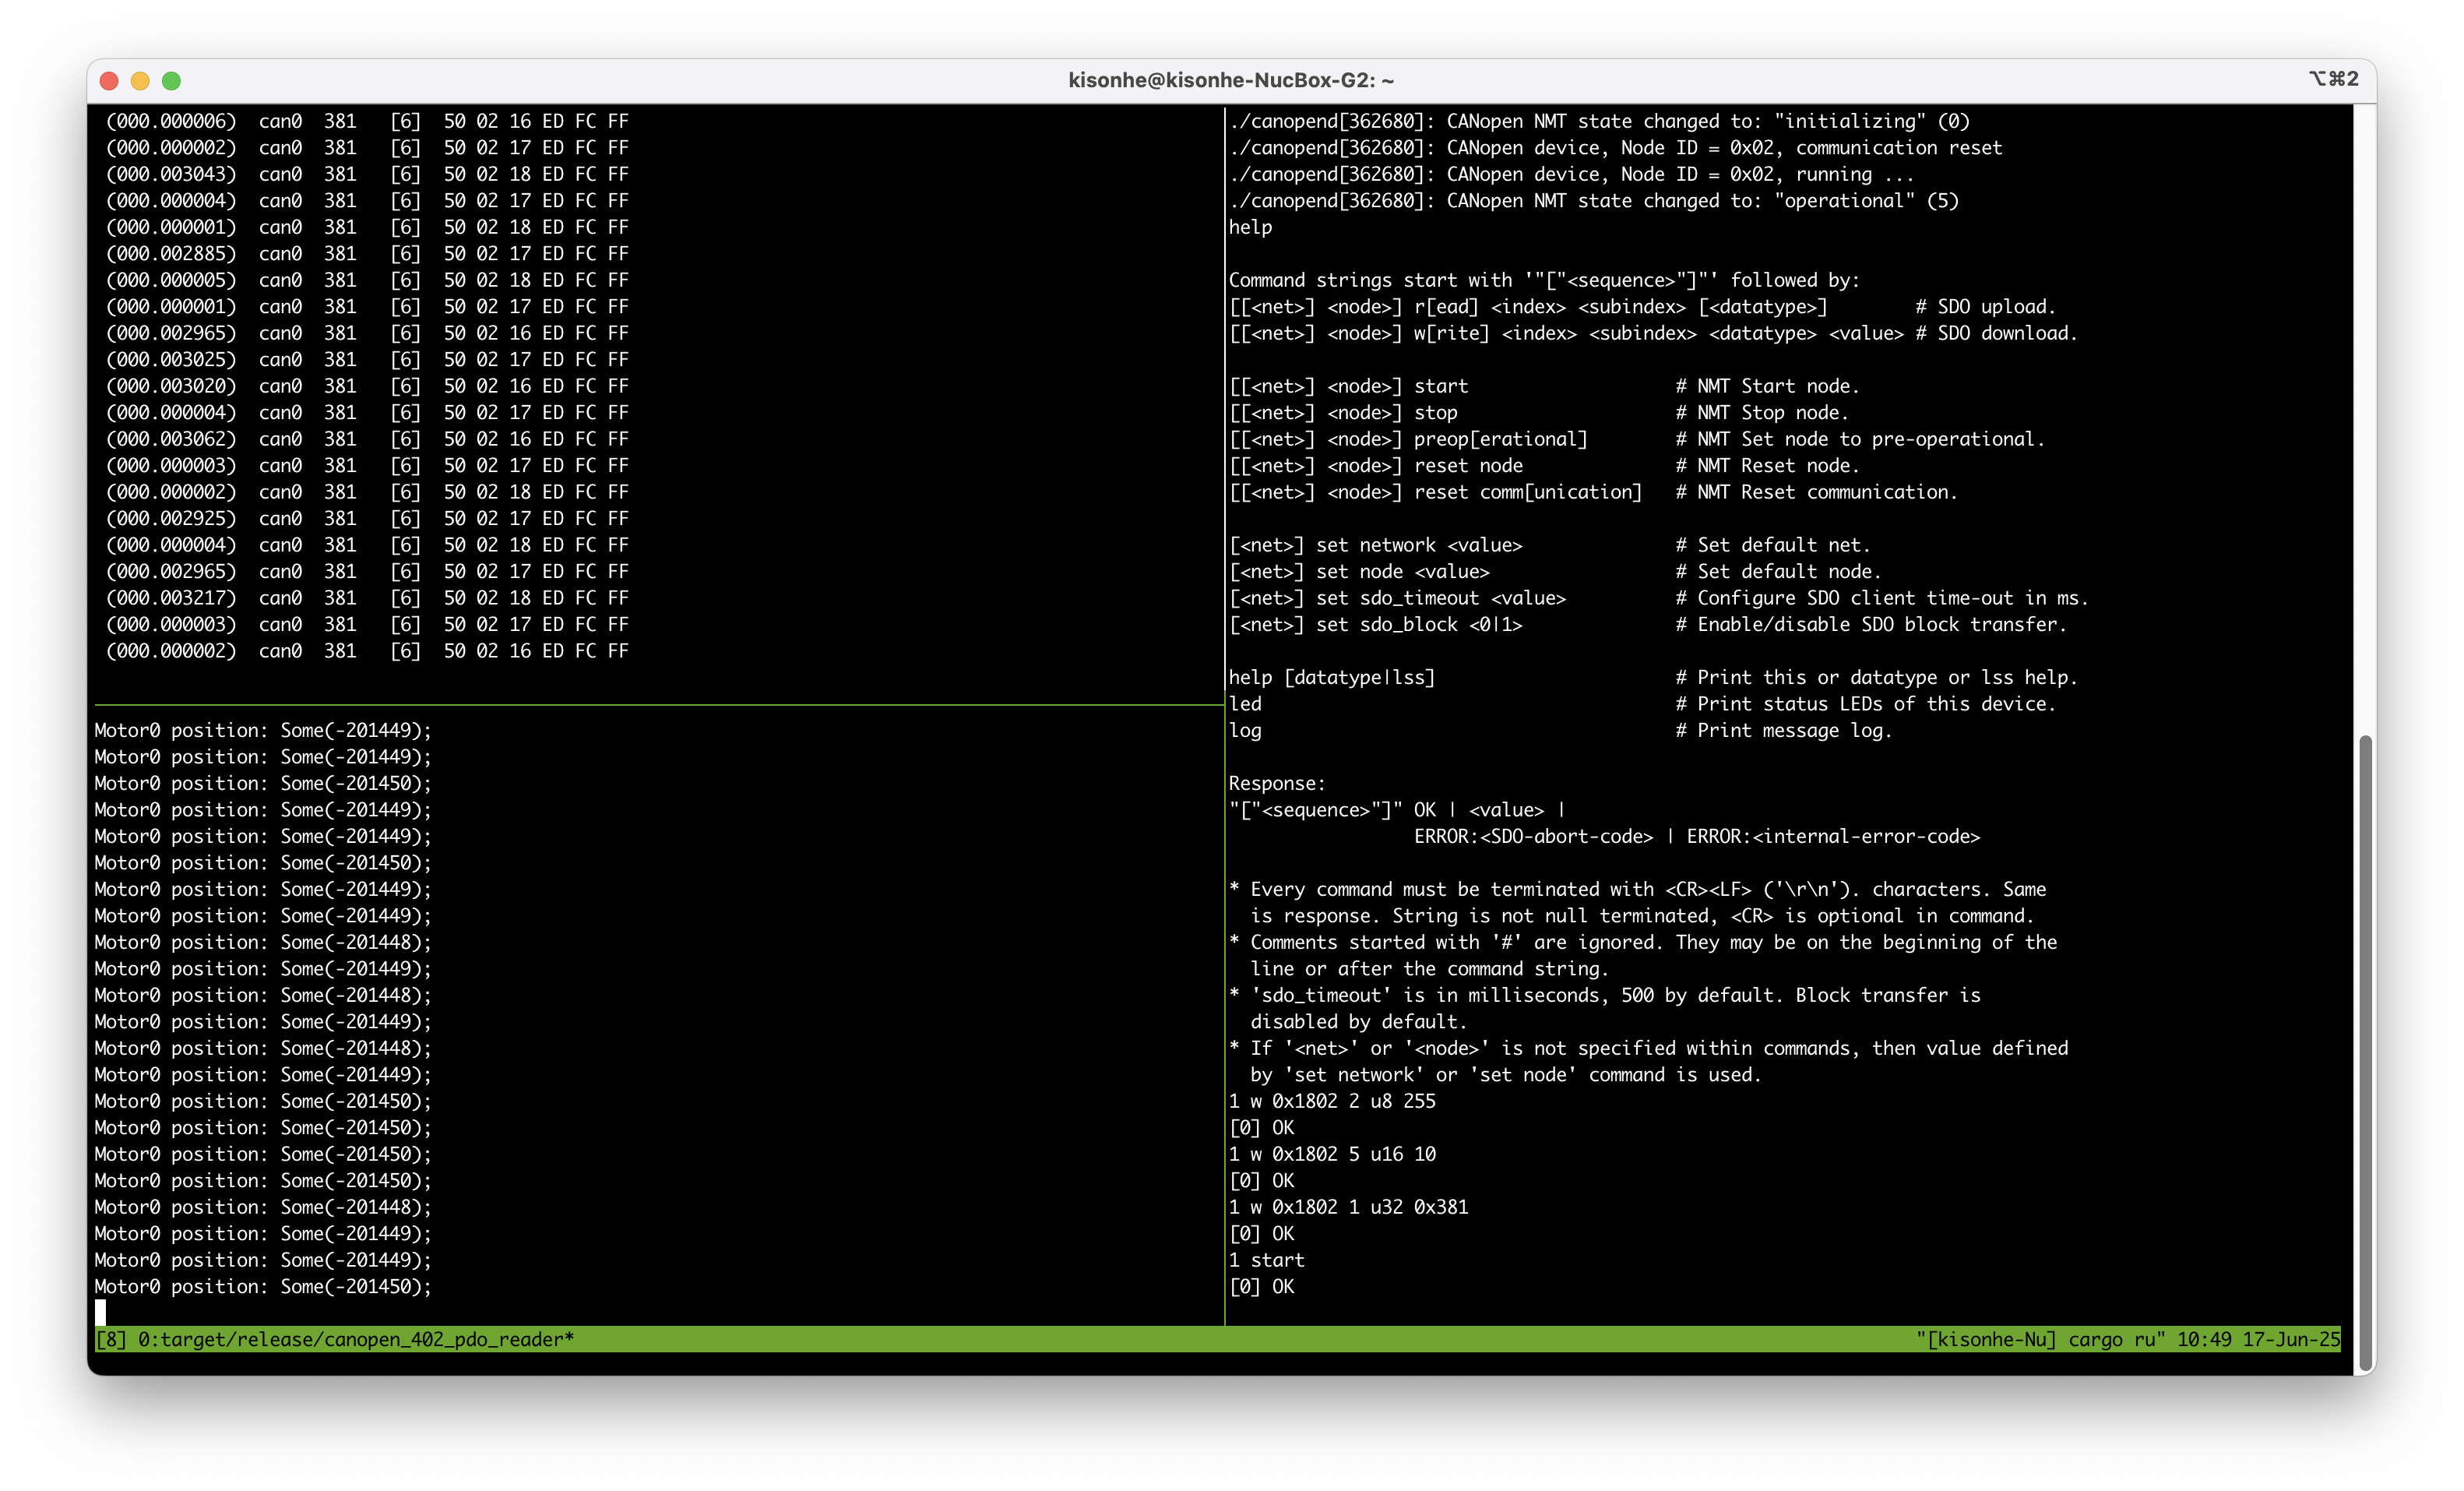 kisonhe@kisonhe-NucBox-G2: ~
⌥⌘2
(000.000006)  can0  381   [6]  50 02 16 ED FC FF
(000.000002)  can0  381   [6]  50 02 17 ED FC FF
(000.003043)  can0  381   [6]  50 02 18 ED FC FF
(000.000004)  can0  381   [6]  50 02 17 ED FC FF
(000.000001)  can0  381   [6]  50 02 18 ED FC FF
(000.002885)  can0  381   [6]  50 02 17 ED FC FF
(000.000005)  can0  381   [6]  50 02 18 ED FC FF
(000.000001)  can0  381   [6]  50 02 17 ED FC FF
(000.002965)  can0  381   [6]  50 02 16 ED FC FF
(000.003025)  can0  381   [6]  50 02 17 ED FC FF
(000.003020)  can0  381   [6]  50 02 16 ED FC FF
(000.000004)  can0  381   [6]  50 02 17 ED FC FF
(000.003062)  can0  381   [6]  50 02 16 ED FC FF
(000.000003)  can0  381   [6]  50 02 17 ED FC FF
(000.000002)  can0  381   [6]  50 02 18 ED FC FF
(000.002925)  can0  381   [6]  50 02 17 ED FC FF
(000.000004)  can0  381   [6]  50 02 18 ED FC FF
(000.002965)  can0  381   [6]  50 02 17 ED FC FF
(000.003217)  can0  381   [6]  50 02 18 ED FC FF
(000.000003)  can0  381   [6]  50 02 17 ED FC FF
(000.000002)  can0  381   [6]  50 02 16 ED FC FF
Motor0 position: Some(-201449);
Motor0 position: Some(-201449);
Motor0 position: Some(-201450);
Motor0 position: Some(-201449);
Motor0 position: Some(-201449);
Motor0 position: Some(-201450);
Motor0 position: Some(-201449);
Motor0 position: Some(-201449);
Motor0 position: Some(-201448);
Motor0 position: Some(-201449);
Motor0 position: Some(-201448);
Motor0 position: Some(-201449);
Motor0 position: Some(-201448);
Motor0 position: Some(-201449);
Motor0 position: Some(-201450);
Motor0 position: Some(-201450);
Motor0 position: Some(-201450);
Motor0 position: Some(-201450);
Motor0 position: Some(-201448);
Motor0 position: Some(-201449);
Motor0 position: Some(-201449);
Motor0 position: Some(-201450);
./canopend[362680]: CANopen NMT state changed to: "initializing" (0)
./canopend[362680]: CANopen device, Node ID = 0x02, communication reset
./canopend[362680]: CANopen device, Node ID = 0x02, running ...
./canopend[362680]: CANopen NMT state changed to: "operational" (5)
help
Command strings start with '"["<sequence>"]"' followed by:
[[<net>] <node>] r[ead] <index> <subindex> [<datatype>]        # SDO upload.
[[<net>] <node>] w[rite] <index> <subindex> <datatype> <value> # SDO download.
[[<net>] <node>] start                   # NMT Start node.
[[<net>] <node>] stop                    # NMT Stop node.
[[<net>] <node>] preop[erational]        # NMT Set node to pre-operational.
[[<net>] <node>] reset node              # NMT Reset node.
[[<net>] <node>] reset comm[unication]   # NMT Reset communication.
[<net>] set network <value>              # Set default net.
[<net>] set node <value>                 # Set default node.
[<net>] set sdo_timeout <value>          # Configure SDO client time-out in ms.
[<net>] set sdo_block <0|1>              # Enable/disable SDO block transfer.
help [datatype|lss]                      # Print this or datatype or lss help.
led                                      # Print status LEDs of this device.
log                                      # Print message log.
Response:
"["<sequence>"]" OK | <value> |
ERROR:<SDO-abort-code> | ERROR:<internal-error-code>
* Every command must be terminated with <CR><LF> ('\r\n'). characters. Same
is response. String is not null terminated, <CR> is optional in command.
* Comments started with '#' are ignored. They may be on the beginning of the
line or after the command string.
* 'sdo_timeout' is in milliseconds, 500 by default. Block transfer is
disabled by default.
* If '<net>' or '<node>' is not specified within commands, then value defined
by 'set network' or 'set node' command is used.
1 w 0x1802 2 u8 255
[0] OK
1 w 0x1802 5 u16 10
[0] OK
1 w 0x1802 1 u32 0x381
[0] OK
1 start
[0] OK
[8] 0:target/release/canopen_402_pdo_reader*
"[kisonhe-Nu] cargo ru" 10:49 17-Jun-25